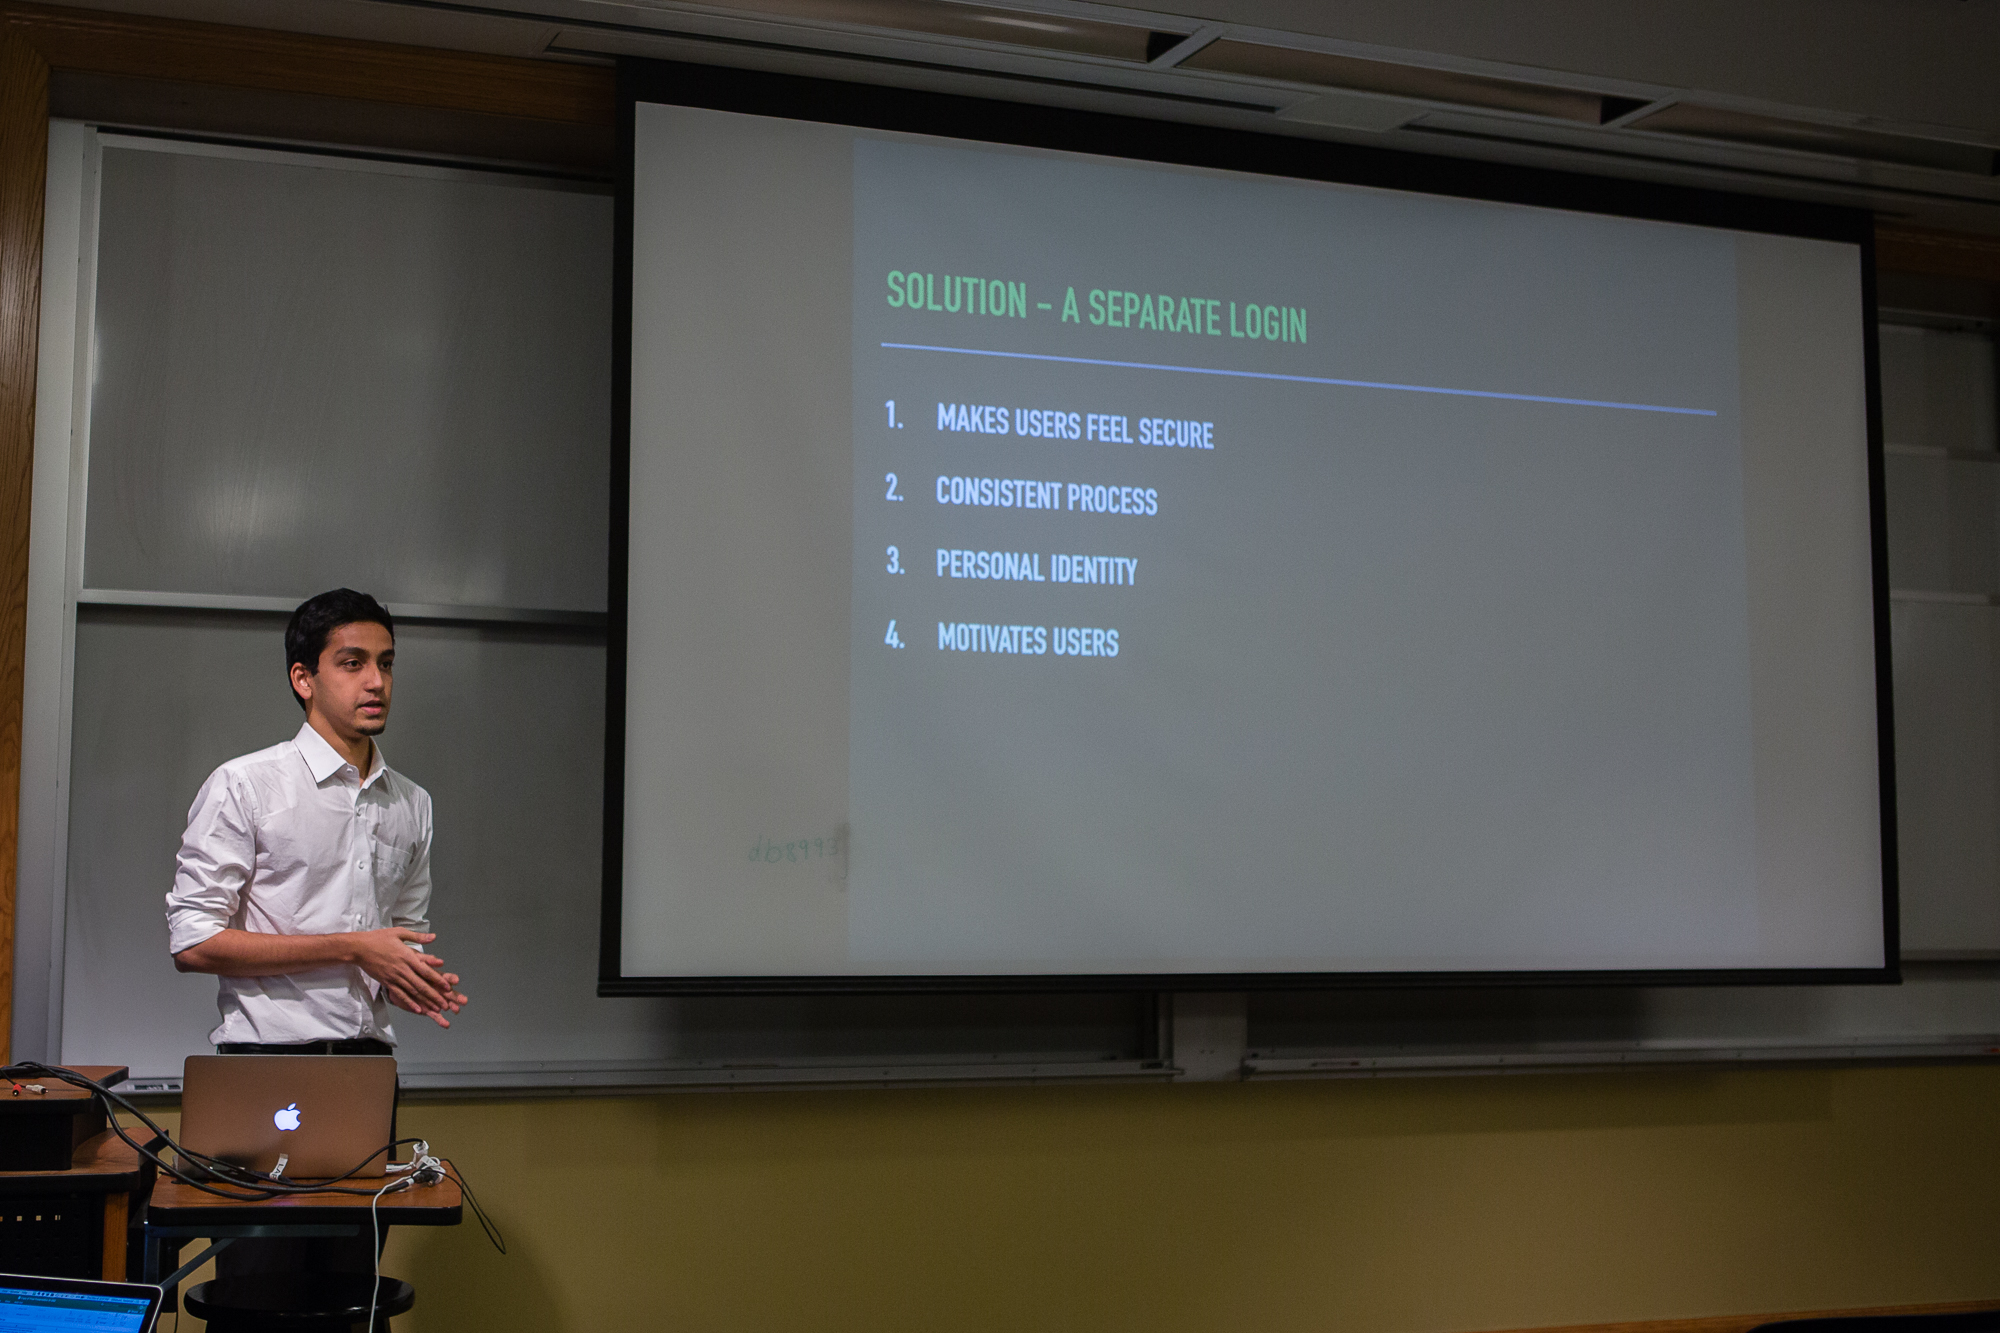 SOLUTION – A SEPARATE LOGIN
1. MAKES USERS FEEL SECURE
2. CONSISTENT PROCESS
3. PERSONAL IDENTITY
4. MOTIVATES USERS